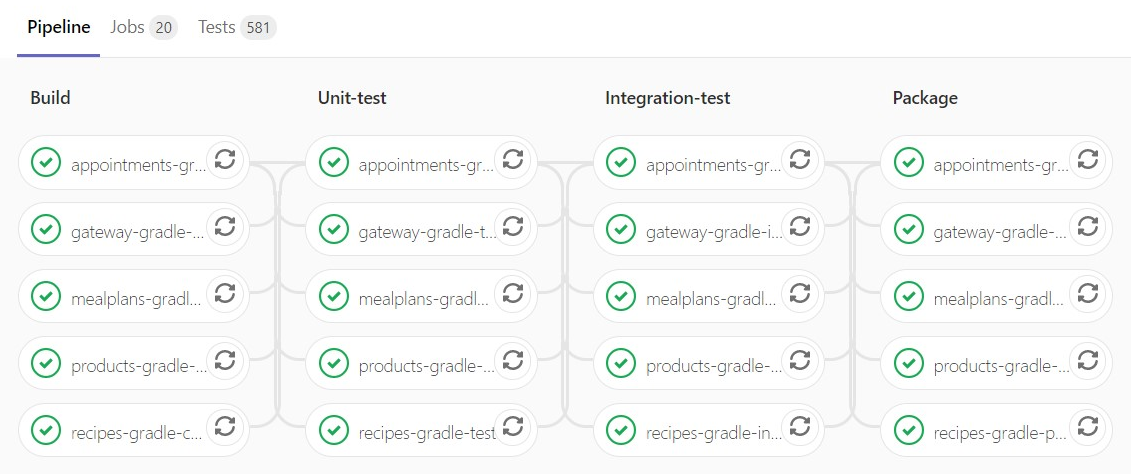 Pipeline Jobs 20 Tests 581
Build Unit-test Integration-test Package
appointments-gr... appointments-gr... appointments-gr... appointments-gr...
gateway-gradle-... gateway-gradle-t... gateway-gradle-i... gateway-gradle-...
mealplans-gradl... mealplans-gradl... mealplans-gradl... mealplans-gradl...
products-gradle-... products-gradle-... products-gradle-... products-gradle-...
recipes-gradle-c... recipes-gradle-test recipes-gradle-in... recipes-gradle-p...